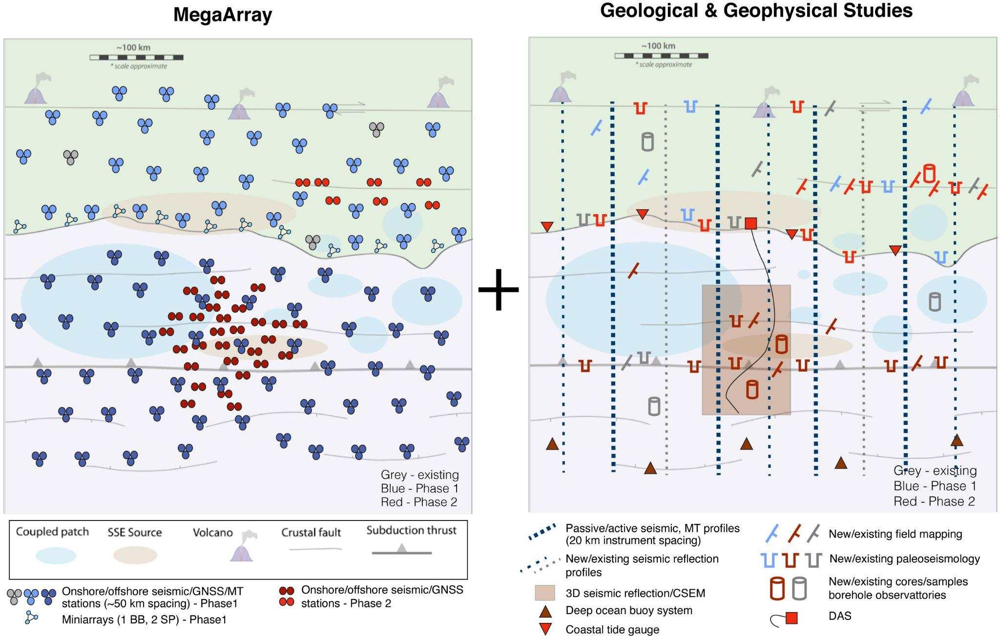 MegaArray
Geological & Geophysical Studies
~100 km
* scale approximate
~100 km
* scale approximate
Grey - existing
Blue - Phase 1
Red - Phase 2
Grey - existing
Blue - Phase 1
Red - Phase 2
Coupled patch
SSE Source
Volcano
Crustal fault
Subduction thrust
Onshore/offshore seismic/GNSS/MT
stations (~50 km spacing) - Phase1
Miniarrays (1 BB, 2 SP) - Phase1
Onshore/offshore seismic/GNSS
stations - Phase 2
Passive/active seismic, MT profiles
(20 km instrument spacing)
New/existing seismic reflection
profiles
3D seismic reflection/CSEM
Deep ocean buoy system
Coastal tide gauge
New/existing field mapping
New/existing paleoseismology
New/existing cores/samples
borehole observattories
DAS